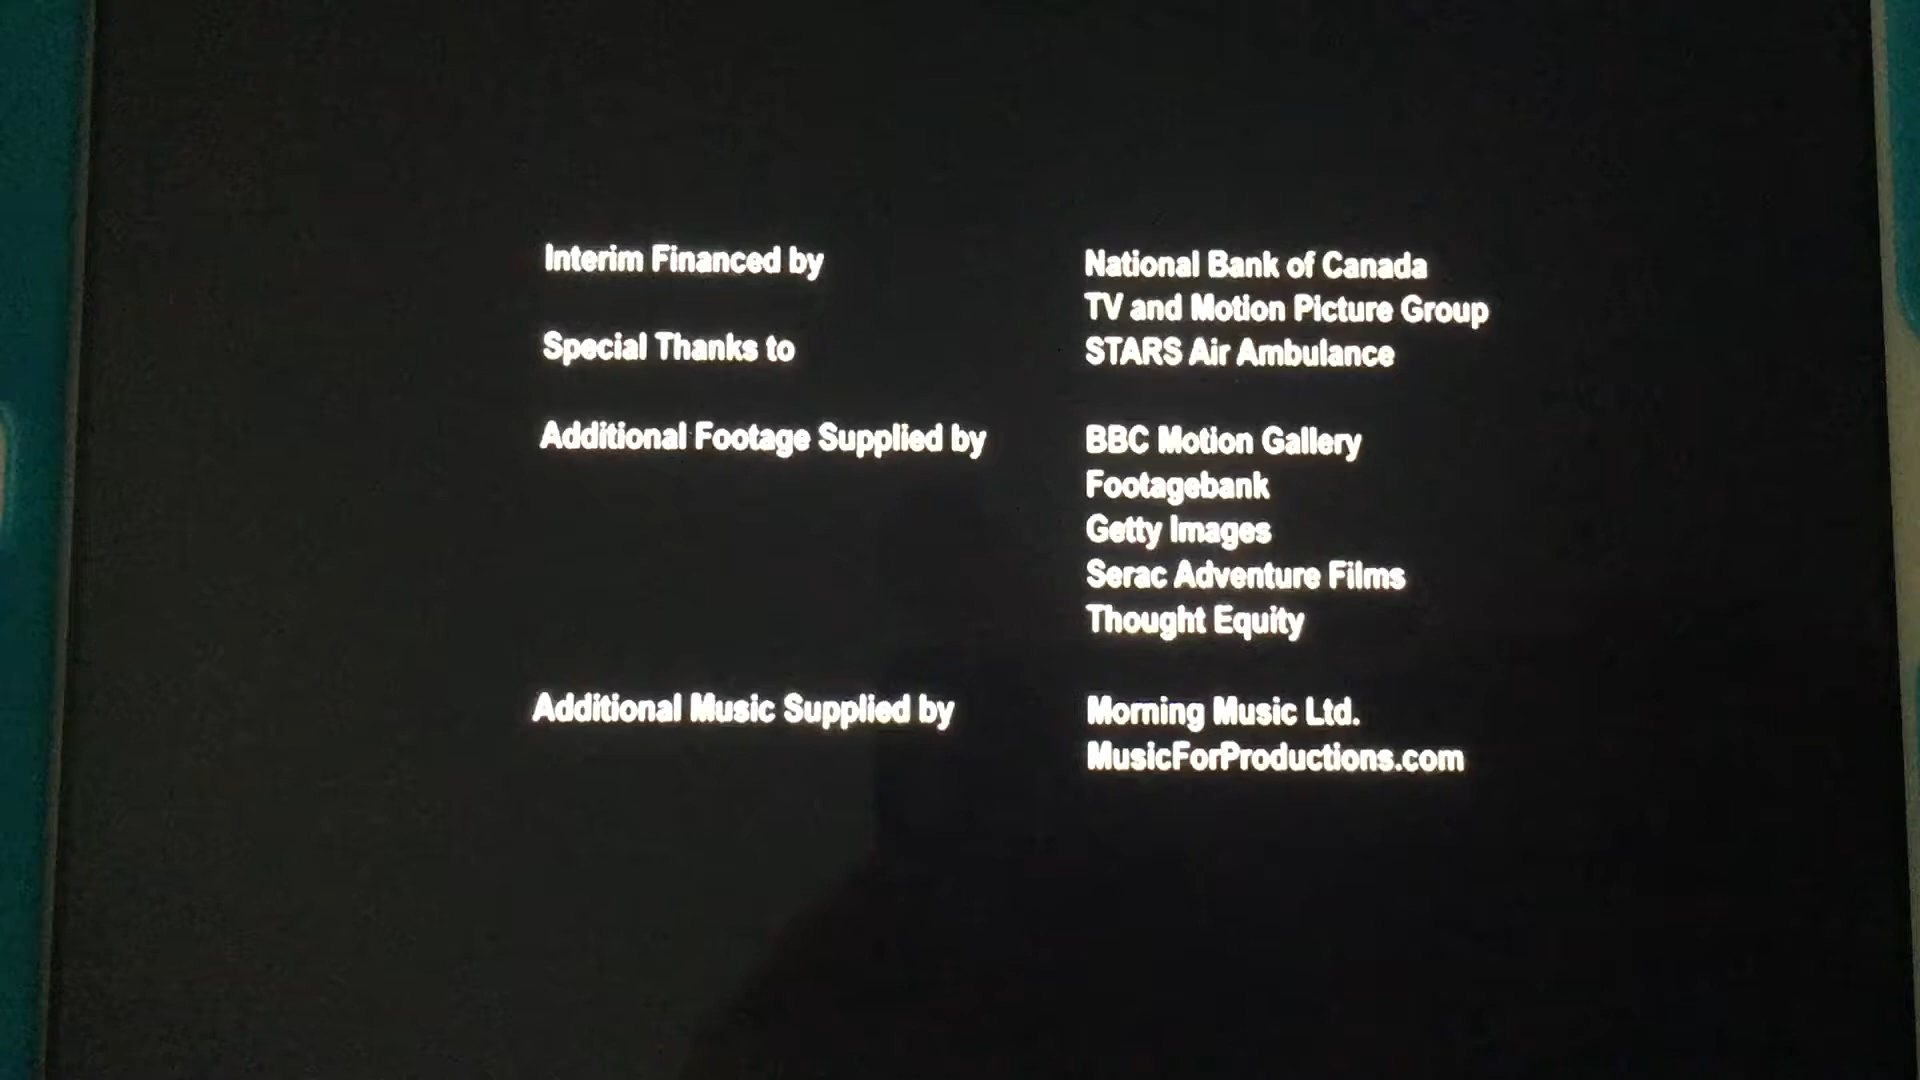 Interim Financed by
National Bank of Canada
TV and Motion Picture Group
Special Thanks to
STARS Air Ambulance
Additional Footage Supplied by
BBC Motion Gallery
Footagebank
Getty Images
Serac Adventure Films
Thought Equity
Additional Music Supplied by
Morning Music Ltd.
MusicForProductions.com